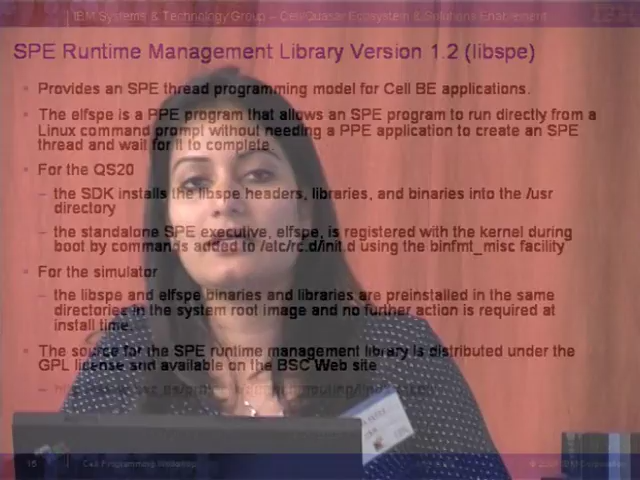 IBM Systems & Technology Group – Cell/Quasar Ecosystem & Solutions Enablement
SPE Runtime Management Library Version 1.2 (libspe)
Provides an SPE thread programming model for Cell BE applications.
The elfspe is a PPE program that allows an SPE program to run directly from a
Linux command prompt without needing a PPE application to create an SPE
thread and wait for it to complete.
For the QS20
– the SDK installs the libspe headers, libraries, and binaries into the /usr
directory
– the standalone SPE executive, elfspe, is registered with the kernel during
boot by commands added to /etc/rc.d/init.d using the binfmt_misc facility
For the simulator
– the libspe and elfspe binaries and libraries are preinstalled in the same
directories in the system root image and no further action is required at
install time.
The source for the SPE runtime management library is distributed under the
GPL license and available on the BSC Web site
Cell Programming Workshop
IBM Corporation